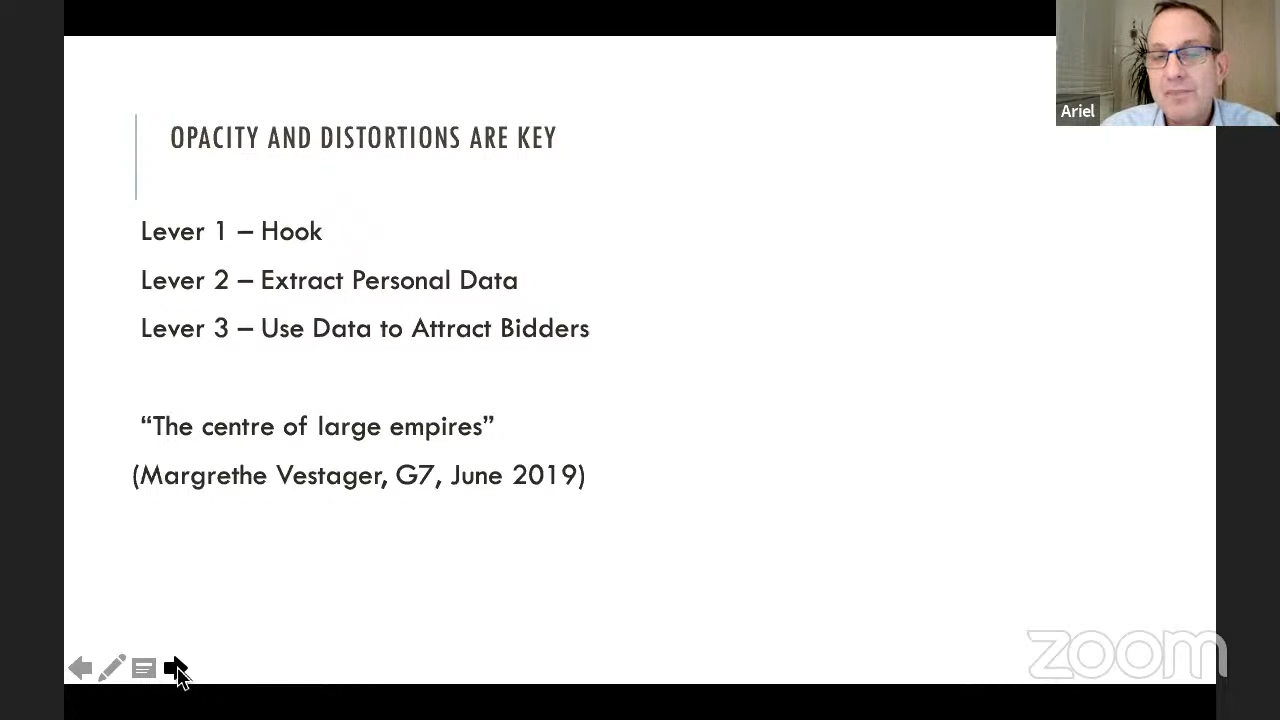 OPACITY AND DISTORTIONS ARE KEY
Lever 1 – Hook
Lever 2 – Extract Personal Data
Lever 3 – Use Data to Attract Bidders
“The centre of large empires”
(Margrethe Vestager, G7, June 2019)
Ariel
zoom